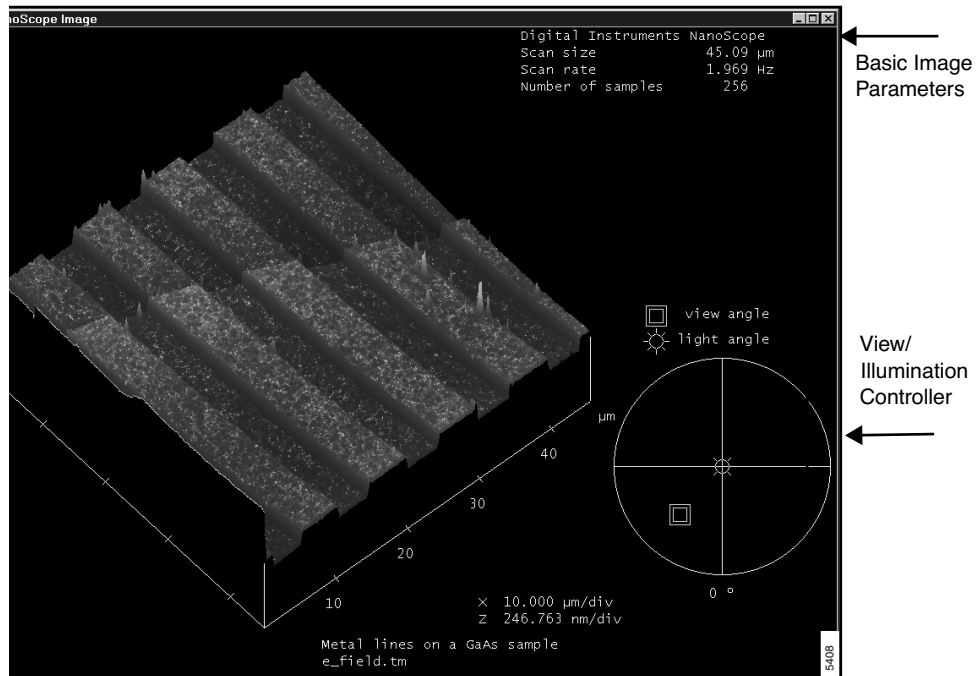 noScope Image
Digital Instruments NanoScope
Scan size 45.09 µm
Scan rate 1.969 Hz
Number of samples 256
Basic Image
Parameters
view angle
light angle
View/
Illumination
Controller
µm
40
30
20
10
0 °
X 10.000 µm/div
Z 246.763 nm/div
Metal lines on a GaAs sample
e_field.tm
5408